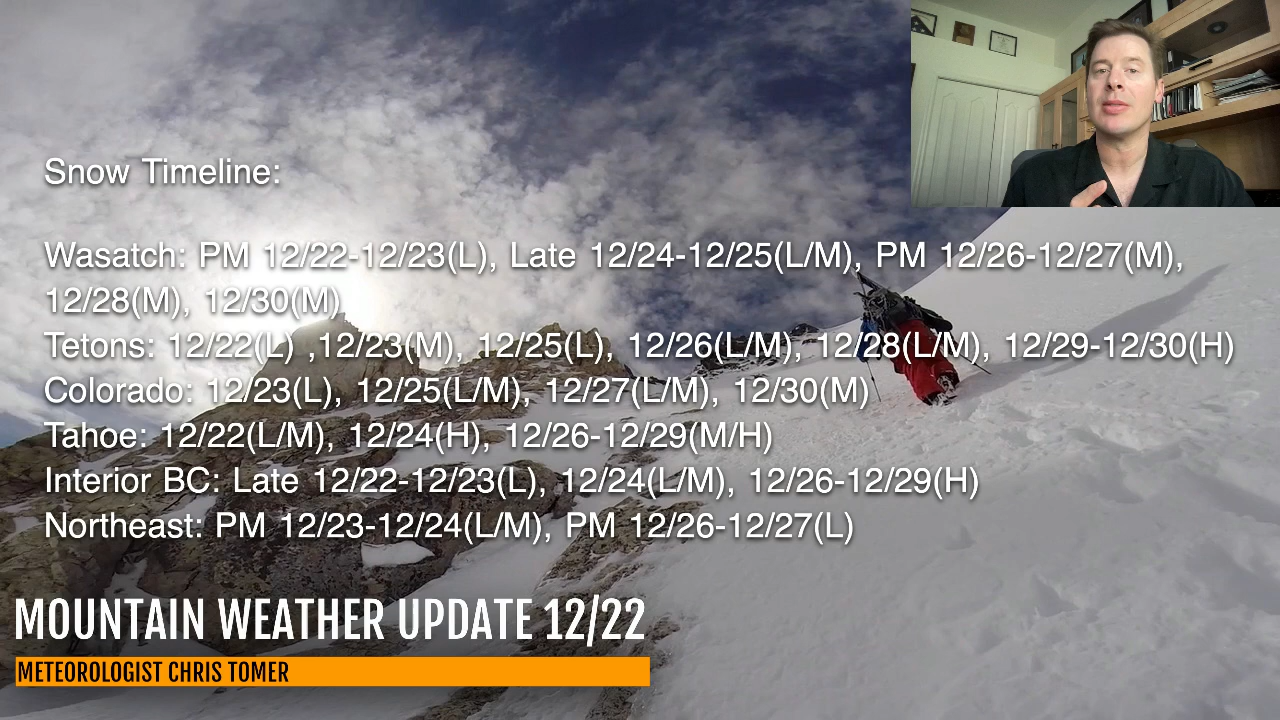 Snow Timeline:
Wasatch: PM 12/22-12/23(L), Late 12/24-12/25(L/M), PM 12/26-12/27(M),
12/28(M), 12/30(M)
Tetons: 12/22(L) ,12/23(M), 12/25(L), 12/26(L/M), 12/28(L/M), 12/29-12/30(H)
Colorado: 12/23(L), 12/25(L/M), 12/27(L/M), 12/30(M)
Tahoe: 12/22(L/M), 12/24(H), 12/26-12/29(M/H)
Interior BC: Late 12/22-12/23(L), 12/24(L/M), 12/26-12/29(H)
Northeast: PM 12/23-12/24(L/M), PM 12/26-12/27(L)
MOUNTAIN WEATHER UPDATE 12/22
METEOROLOGIST CHRIS TOMER